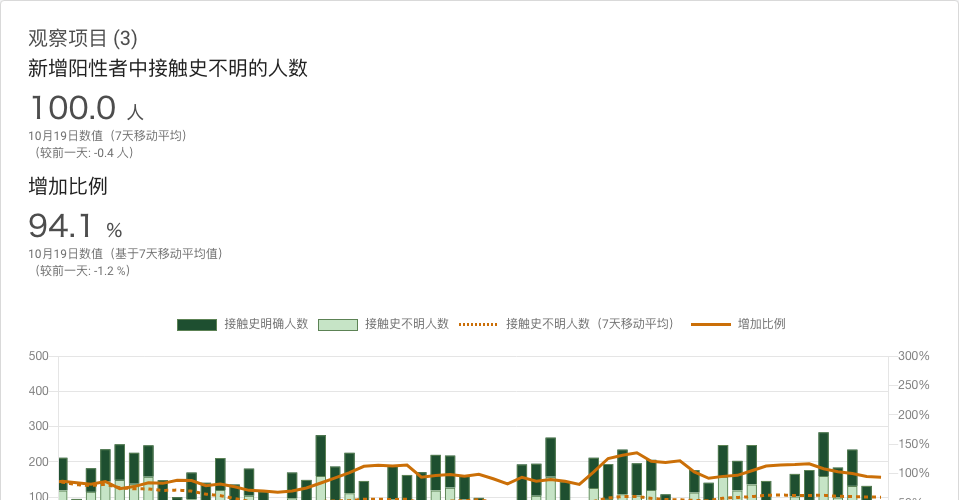 观察项目 (3)
新增阳性者中接触史不明的人数
100.0 人
10月19日数值（7天移动平均）
（较前一天: -0.4 人）
增加比例
94.1 %
10月19日数值（基于7天移动平均值）
（较前一天: -1.2 %）
接触史明确人数 接触史不明人数 接触史不明人数（7天移动平均） 增加比例
500 300%
400 250%
300 200%
200 150%
100 100%
50%